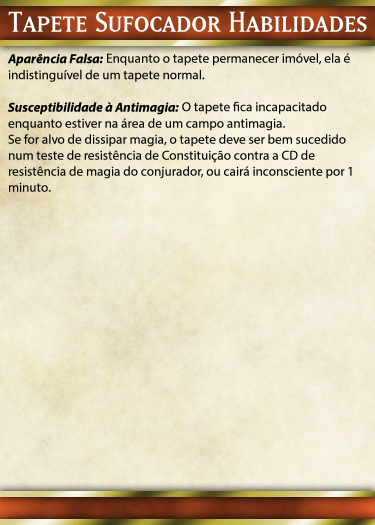 Tapete Sufocador Habilidades
Aparência Falsa: Enquanto o tapete permanecer imóvel, ela é
indistinguível de um tapete normal.
Susceptibilidade à Antimagia: O tapete fica incapacitado
enquanto estiver na área de um campo antimagia.
Se for alvo de dissipar magia, o tapete deve ser bem sucedido
num teste de resistência de Constituição contra a CD de
resistência de magia do conjurador, ou cairá inconsciente por 1
minuto.